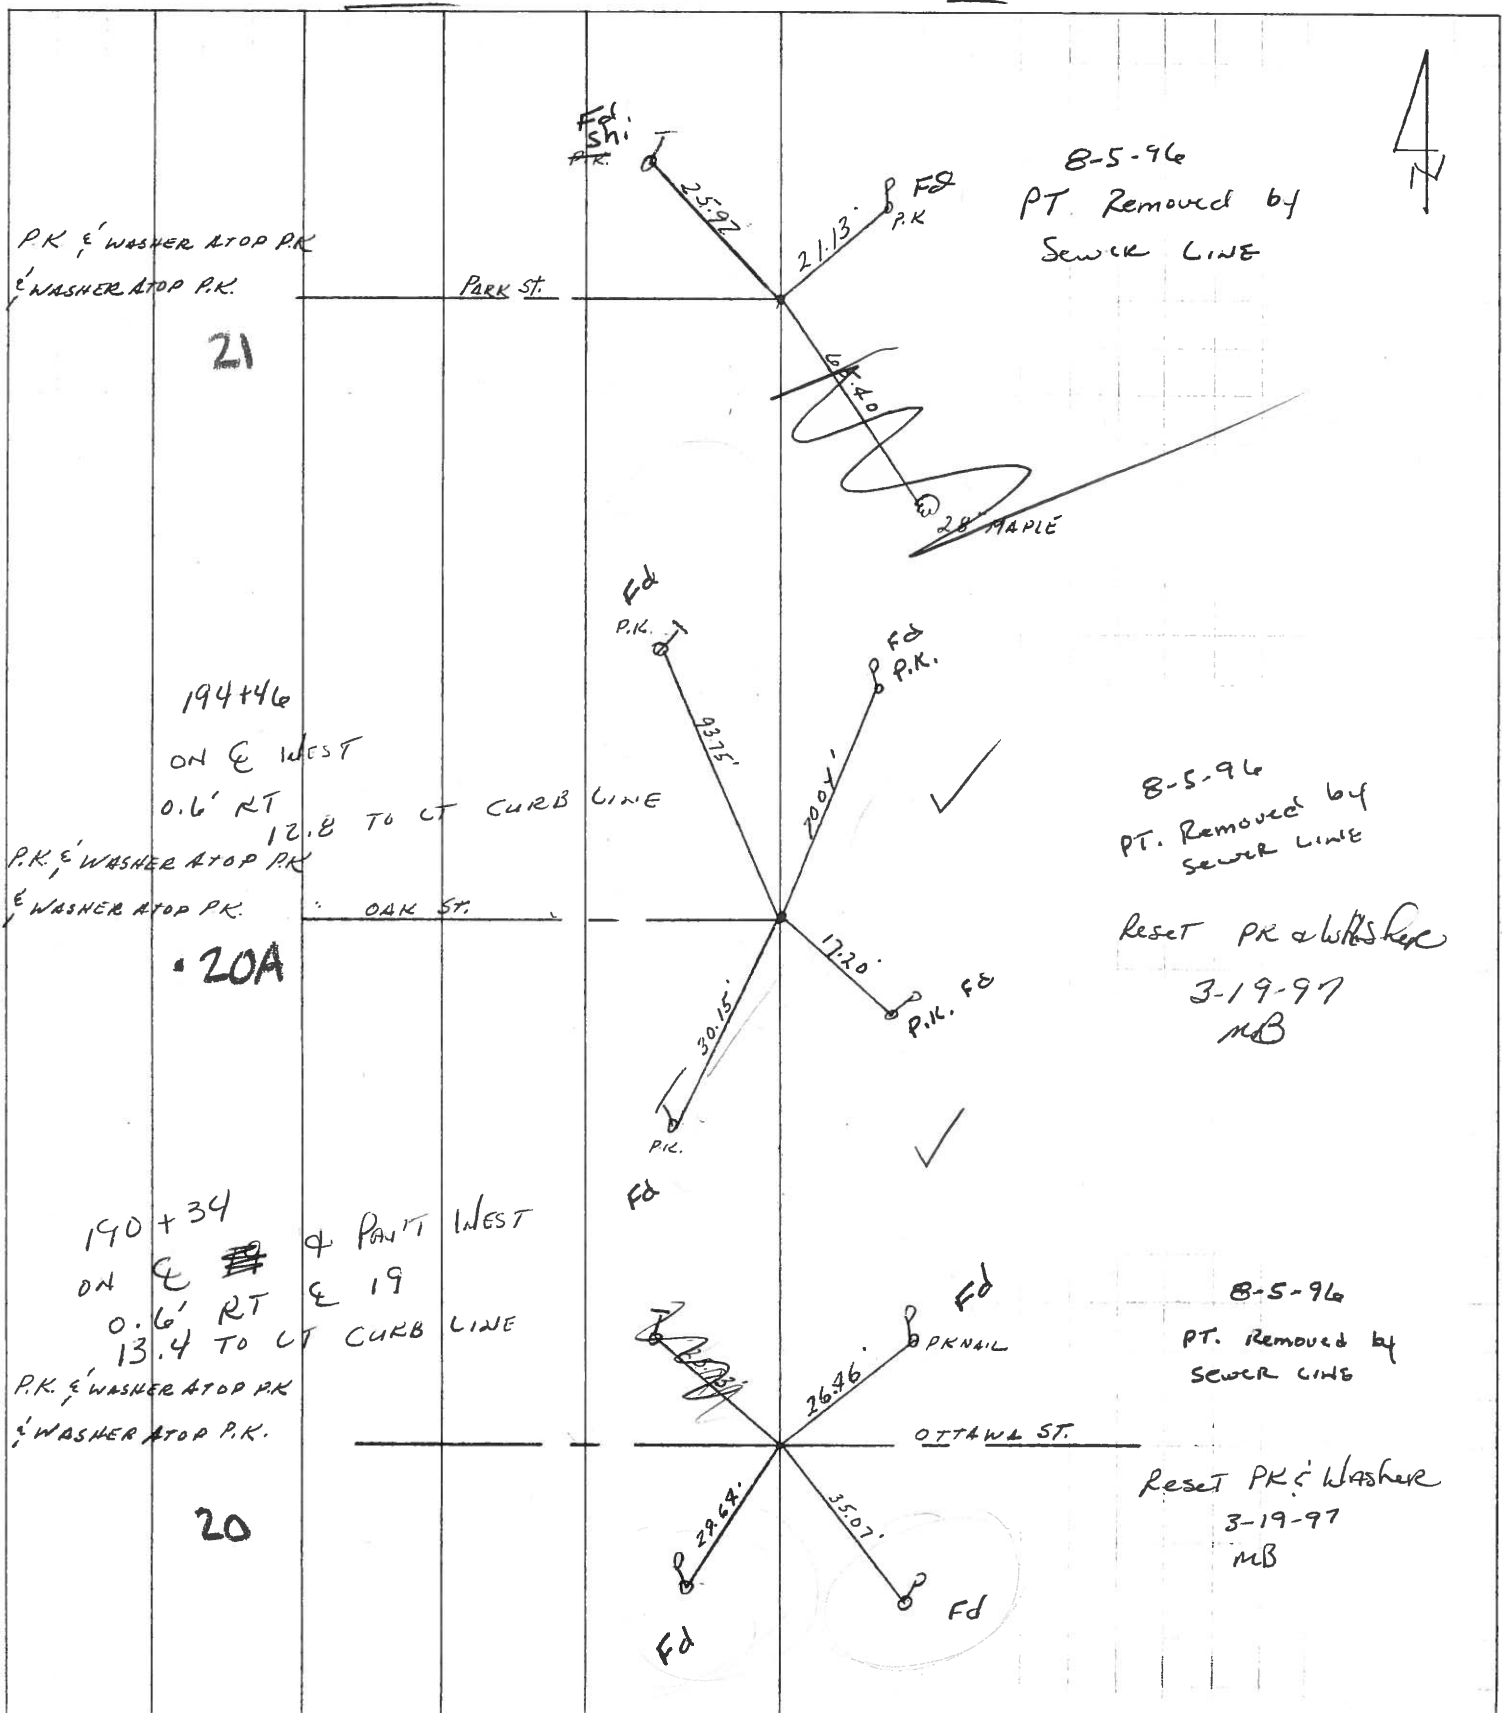 Fd
Shi
P.K.
25.97'
Fd
P.K
21.13'
8-5-96
PT. Removed by
Sewer Line
N
P.K & WASHER ATOP P.K
& WASHER ATOP P.K.
PARK ST.
21
65.40
28" MAPLE
Fd
P.K.
93.75'
Fd
P.K.
194+46
ON ℄ WEST
0.6' RT
12.8 TO LT CURB LINE
P.K. & WASHER ATOP P.K
& WASHER ATOP P.K.
OAK ST.
20A
8-5-96
PT. Removed by
Sewer Line
Reset PK & Washer
3-19-97
MB
17.20'
P.K. Fd
30.15'
P.K.
Fd
190+34
ON ℄ & PAV'T WEST
0.6' RT ℄ 19
13.4 TO LT CURB LINE
P.K. & WASHER ATOP P.K
& WASHER ATOP P.K.
20
Fd
PK NAIL
26.46'
OTTAWA ST.
35.07'
Fd
Fd
8-5-96
PT. Removed by
Sewer Line
Reset PK & Washer
3-19-97
MB